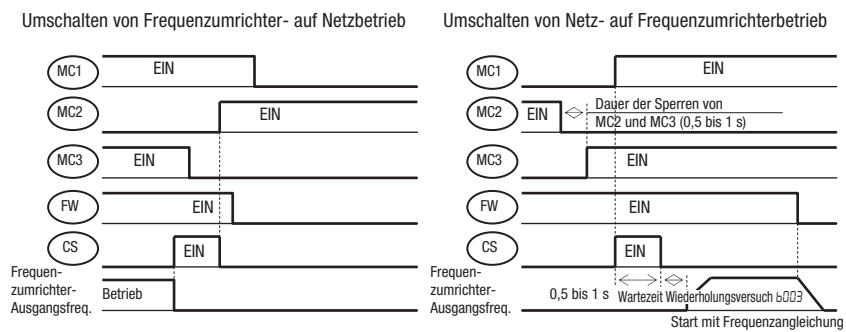 Umschalten von Frequenzumrichter- auf Netzbetrieb
MC1
EIN
MC2
EIN
MC3
EIN
FW
EIN
CS
EIN
Frequen-
zumrichter-
Ausgangsfreq.
Betrieb
Umschalten von Netz- auf Frequenzumrichterbetrieb
MC1
EIN
MC2
EIN
Dauer der Sperren von
MC2 und MC3 (0,5 bis 1 s)
MC3
EIN
FW
EIN
CS
EIN
Frequen-
zumrichter-
Ausgangsfreq.
0,5 bis 1 s
Wartezeit Wiederholungsversuch b003
Start mit Frequenzangleichung